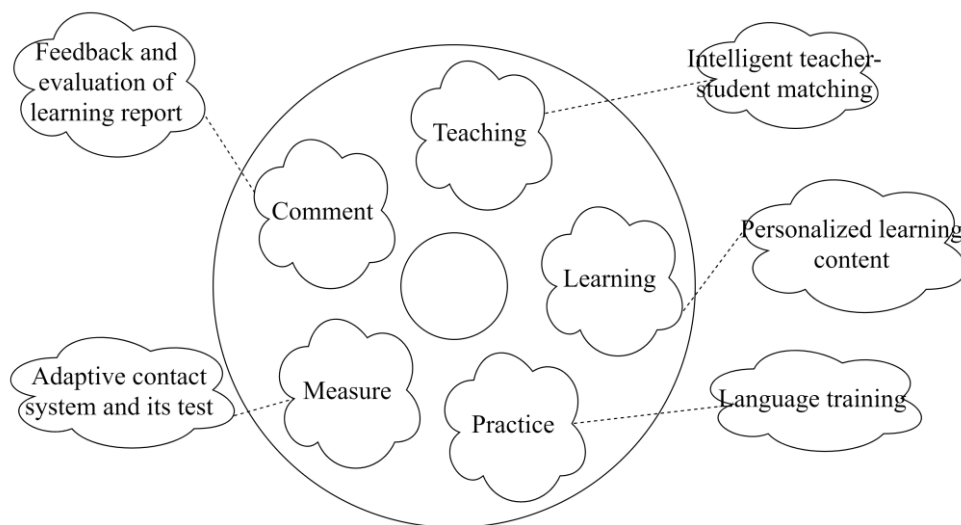 Feedback and
evaluation of
learning report
Intelligent teacher-
student matching
Teaching
Comment
Personalized learning
content
Learning
Adaptive contact
system and its test
Measure
Practice
Language training